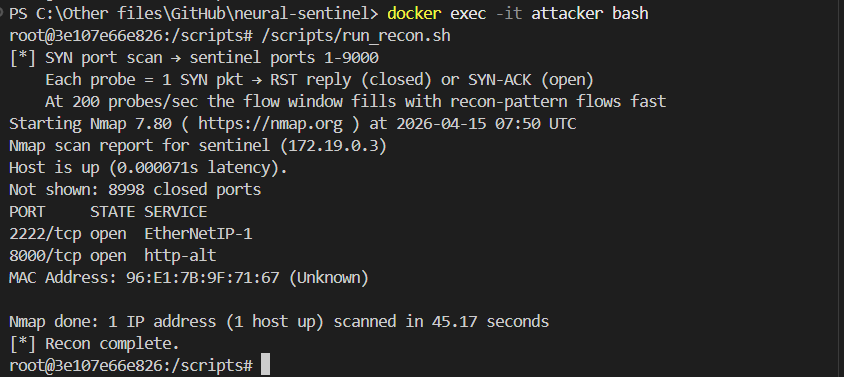 PS C:\Other files\GitHub\neural-sentinel> docker exec -it attacker bash
root@3e107e66e826:/scripts# /scripts/run_recon.sh
[*] SYN port scan → sentinel ports 1-9000
    Each probe = 1 SYN pkt → RST reply (closed) or SYN-ACK (open)
    At 200 probes/sec the flow window fills with recon-pattern flows fast
Starting Nmap 7.80 ( https://nmap.org ) at 2026-04-15 07:50 UTC
Nmap scan report for sentinel (172.19.0.3)
Host is up (0.000071s latency).
Not shown: 8998 closed ports
PORT     STATE SERVICE
2222/tcp open  EtherNetIP-1
8000/tcp open  http-alt
MAC Address: 96:E1:7B:9F:71:67 (Unknown)

Nmap done: 1 IP address (1 host up) scanned in 45.17 seconds
[*] Recon complete.
root@3e107e66e826:/scripts#